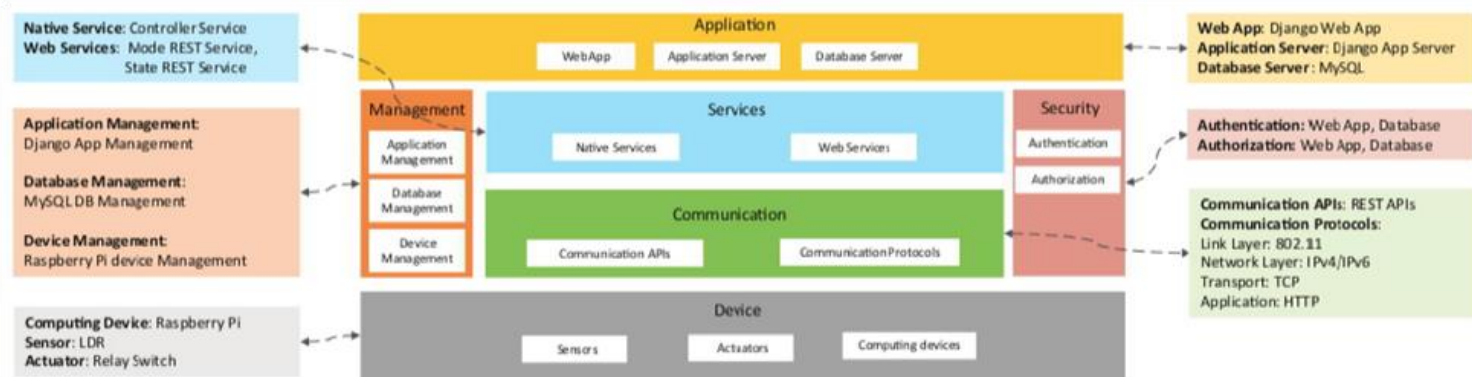 Native Service: Controller Service
Web Services: Mode REST Service,
State REST Service
Application Management:
Django App Management
Database Management:
MySQL DB Management
Device Management:
Raspberry Pi device Management
Computing Device: Raspberry Pi
Sensor: LDR
Actuator: Relay Switch
Application
Web App
Application Server
Database Server
Management
Application
Management
Database
Management
Device
Management
Services
Native Services
Web Services
Communication
Communication APIs
Communication Protocols
Security
Authentication
Authorization
Device
Sensors
Actuators
Computing devices
Web App: Django Web App
Application Server: Django App Server
Database Server: MySQL
Authentication: Web App, Database
Authorization: Web App, Database
Communication APIs: REST APIs
Communication Protocols:
Link Layer: 802.11
Network Layer: IPv4/IPv6
Transport: TCP
Application: HTTP